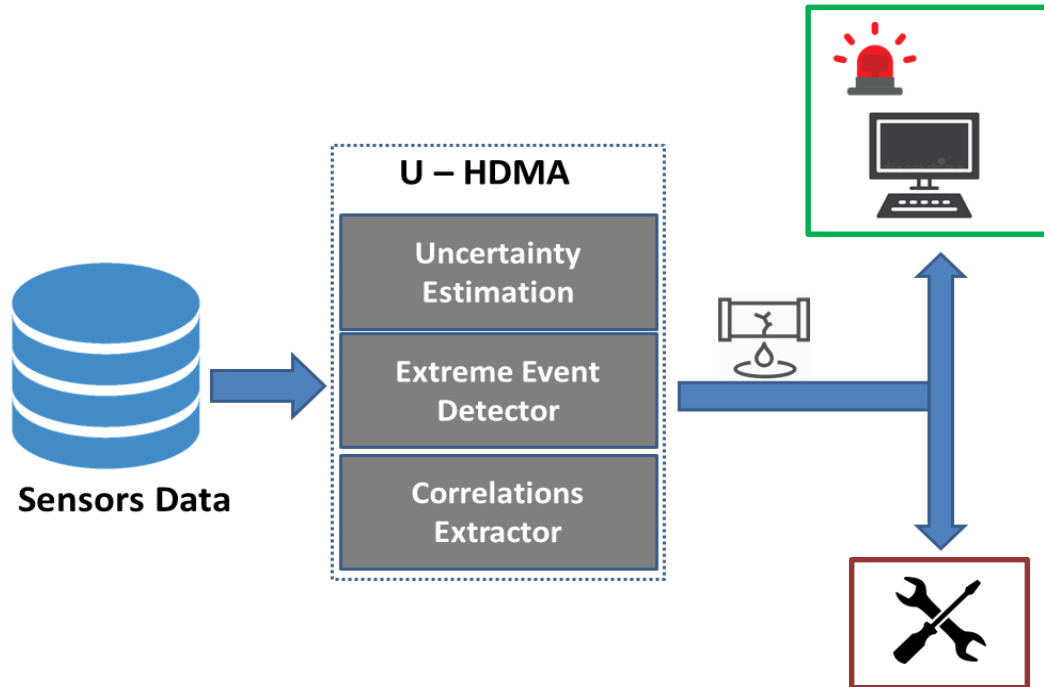 U – HDMA
Uncertainty
Estimation
Extreme Event
Detector
Correlations
Extractor
Sensors Data